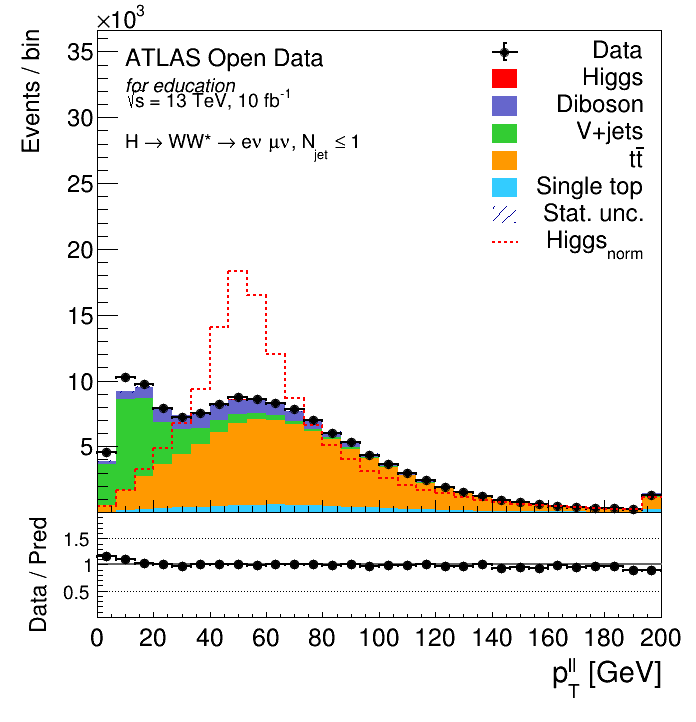 ×10³
Events / bin
35
30
25
20
15
10
5
ATLAS Open Data
for education
√s = 13 TeV, 10 fb⁻¹
H → WW* → eν μν, N_jet ≤ 1
Data
Higgs
Diboson
V+jets
tt̄
Single top
Stat. unc.
Higgs_norm
Data / Pred
1.5
1
0.5
0 20 40 60 80 100 120 140 160 180 200
p_T^ll [GeV]